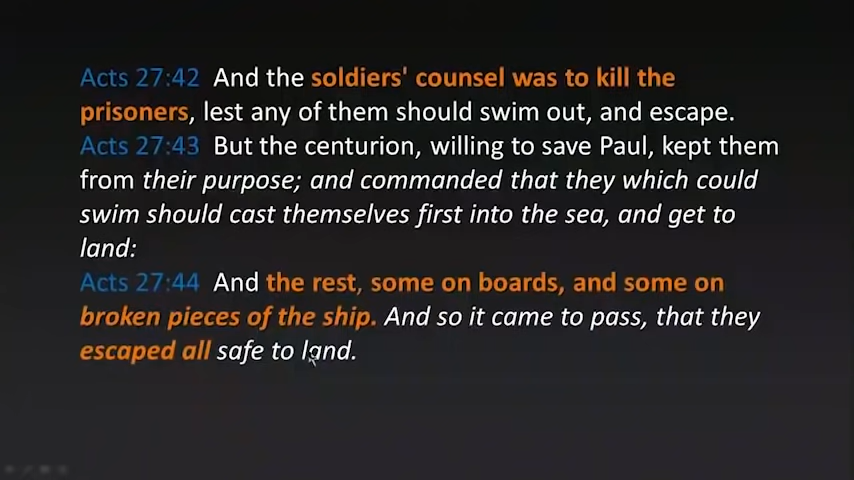 Acts 27:42 And the soldiers' counsel was to kill the
prisoners, lest any of them should swim out, and escape.
Acts 27:43 But the centurion, willing to save Paul, kept them
from their purpose; and commanded that they which could
swim should cast themselves first into the sea, and get to
land:
Acts 27:44 And the rest, some on boards, and some on
broken pieces of the ship. And so it came to pass, that they
escaped all safe to land.